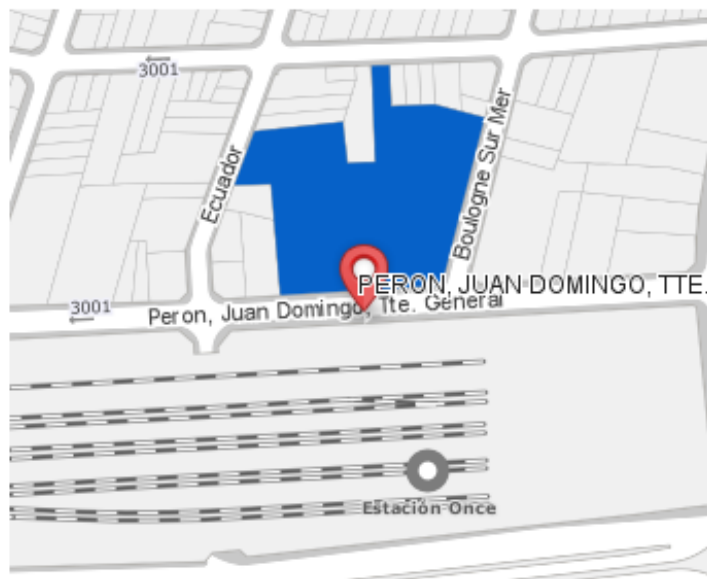 3001
Ecuador
Boulogne Sur Mer
PERON, JUAN DOMINGO, TTE.
3001
Peron, Juan Domingo, Tte. General
Estación Once